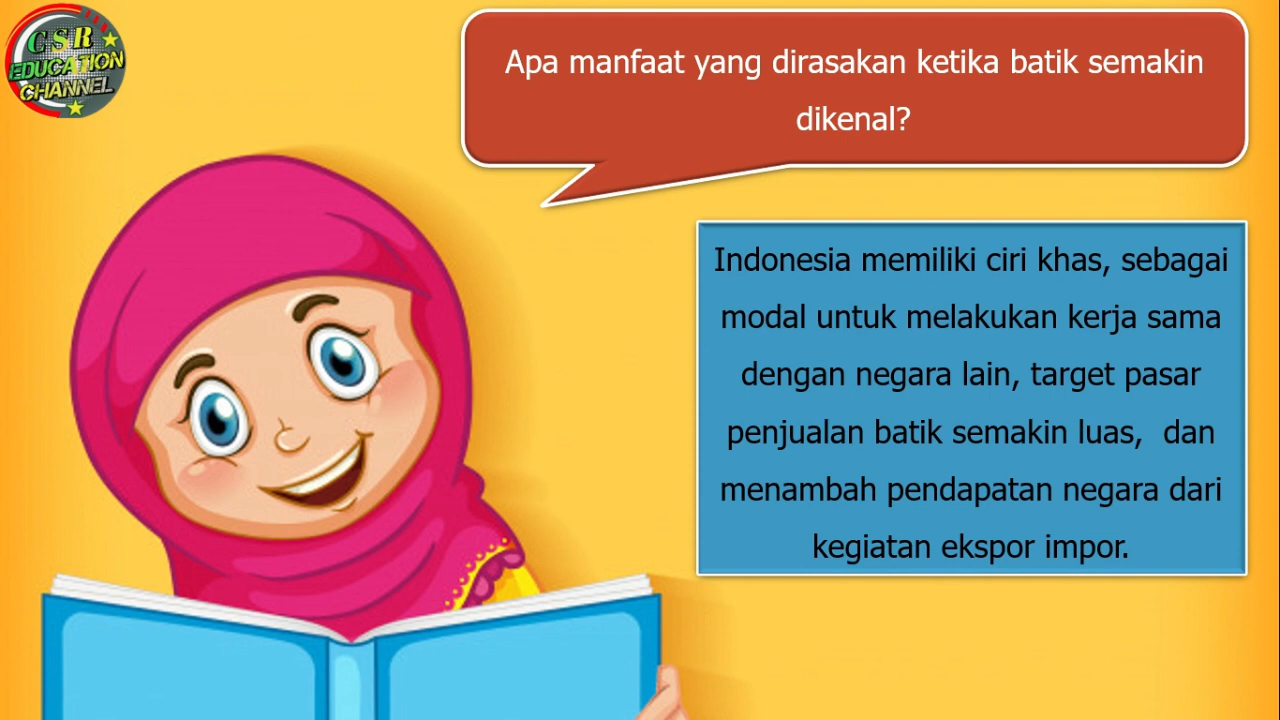 CSR
EDUCATION
CHANNEL
Apa manfaat yang dirasakan ketika batik semakin
dikenal?
Indonesia memiliki ciri khas, sebagai
modal untuk melakukan kerja sama
dengan negara lain, target pasar
penjualan batik semakin luas,  dan
menambah pendapatan negara dari
kegiatan ekspor impor.